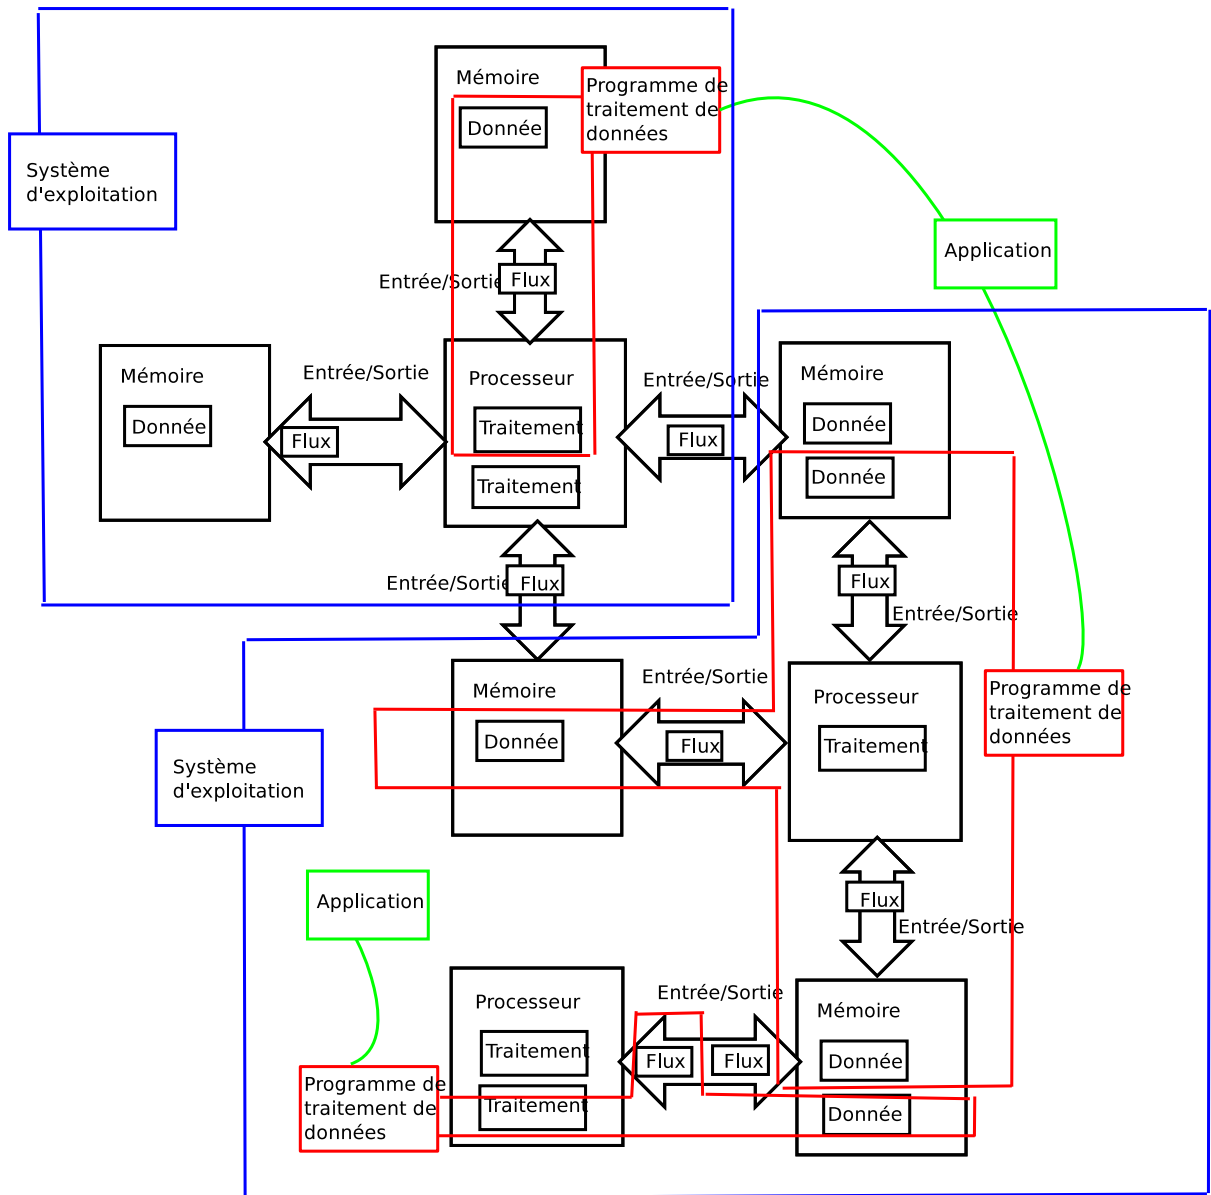 Mémoire
Programme de
traitement de
données
Donnée
Système
d'exploitation
Application
Entrée/Sortie
Flux
Mémoire
Donnée
Entrée/Sortie
Flux
Processeur
Traitement
Traitement
Entrée/Sortie
Flux
Mémoire
Donnée
Donnée
Entrée/Sortie
Flux
Flux
Entrée/Sortie
Mémoire
Donnée
Entrée/Sortie
Flux
Processeur
Traitement
Programme de
traitement de
données
Système
d'exploitation
Application
Flux
Entrée/Sortie
Processeur
Traitement
Traitement
Entrée/Sortie
Flux
Flux
Mémoire
Donnée
Donnée
Programme de
traitement de
données